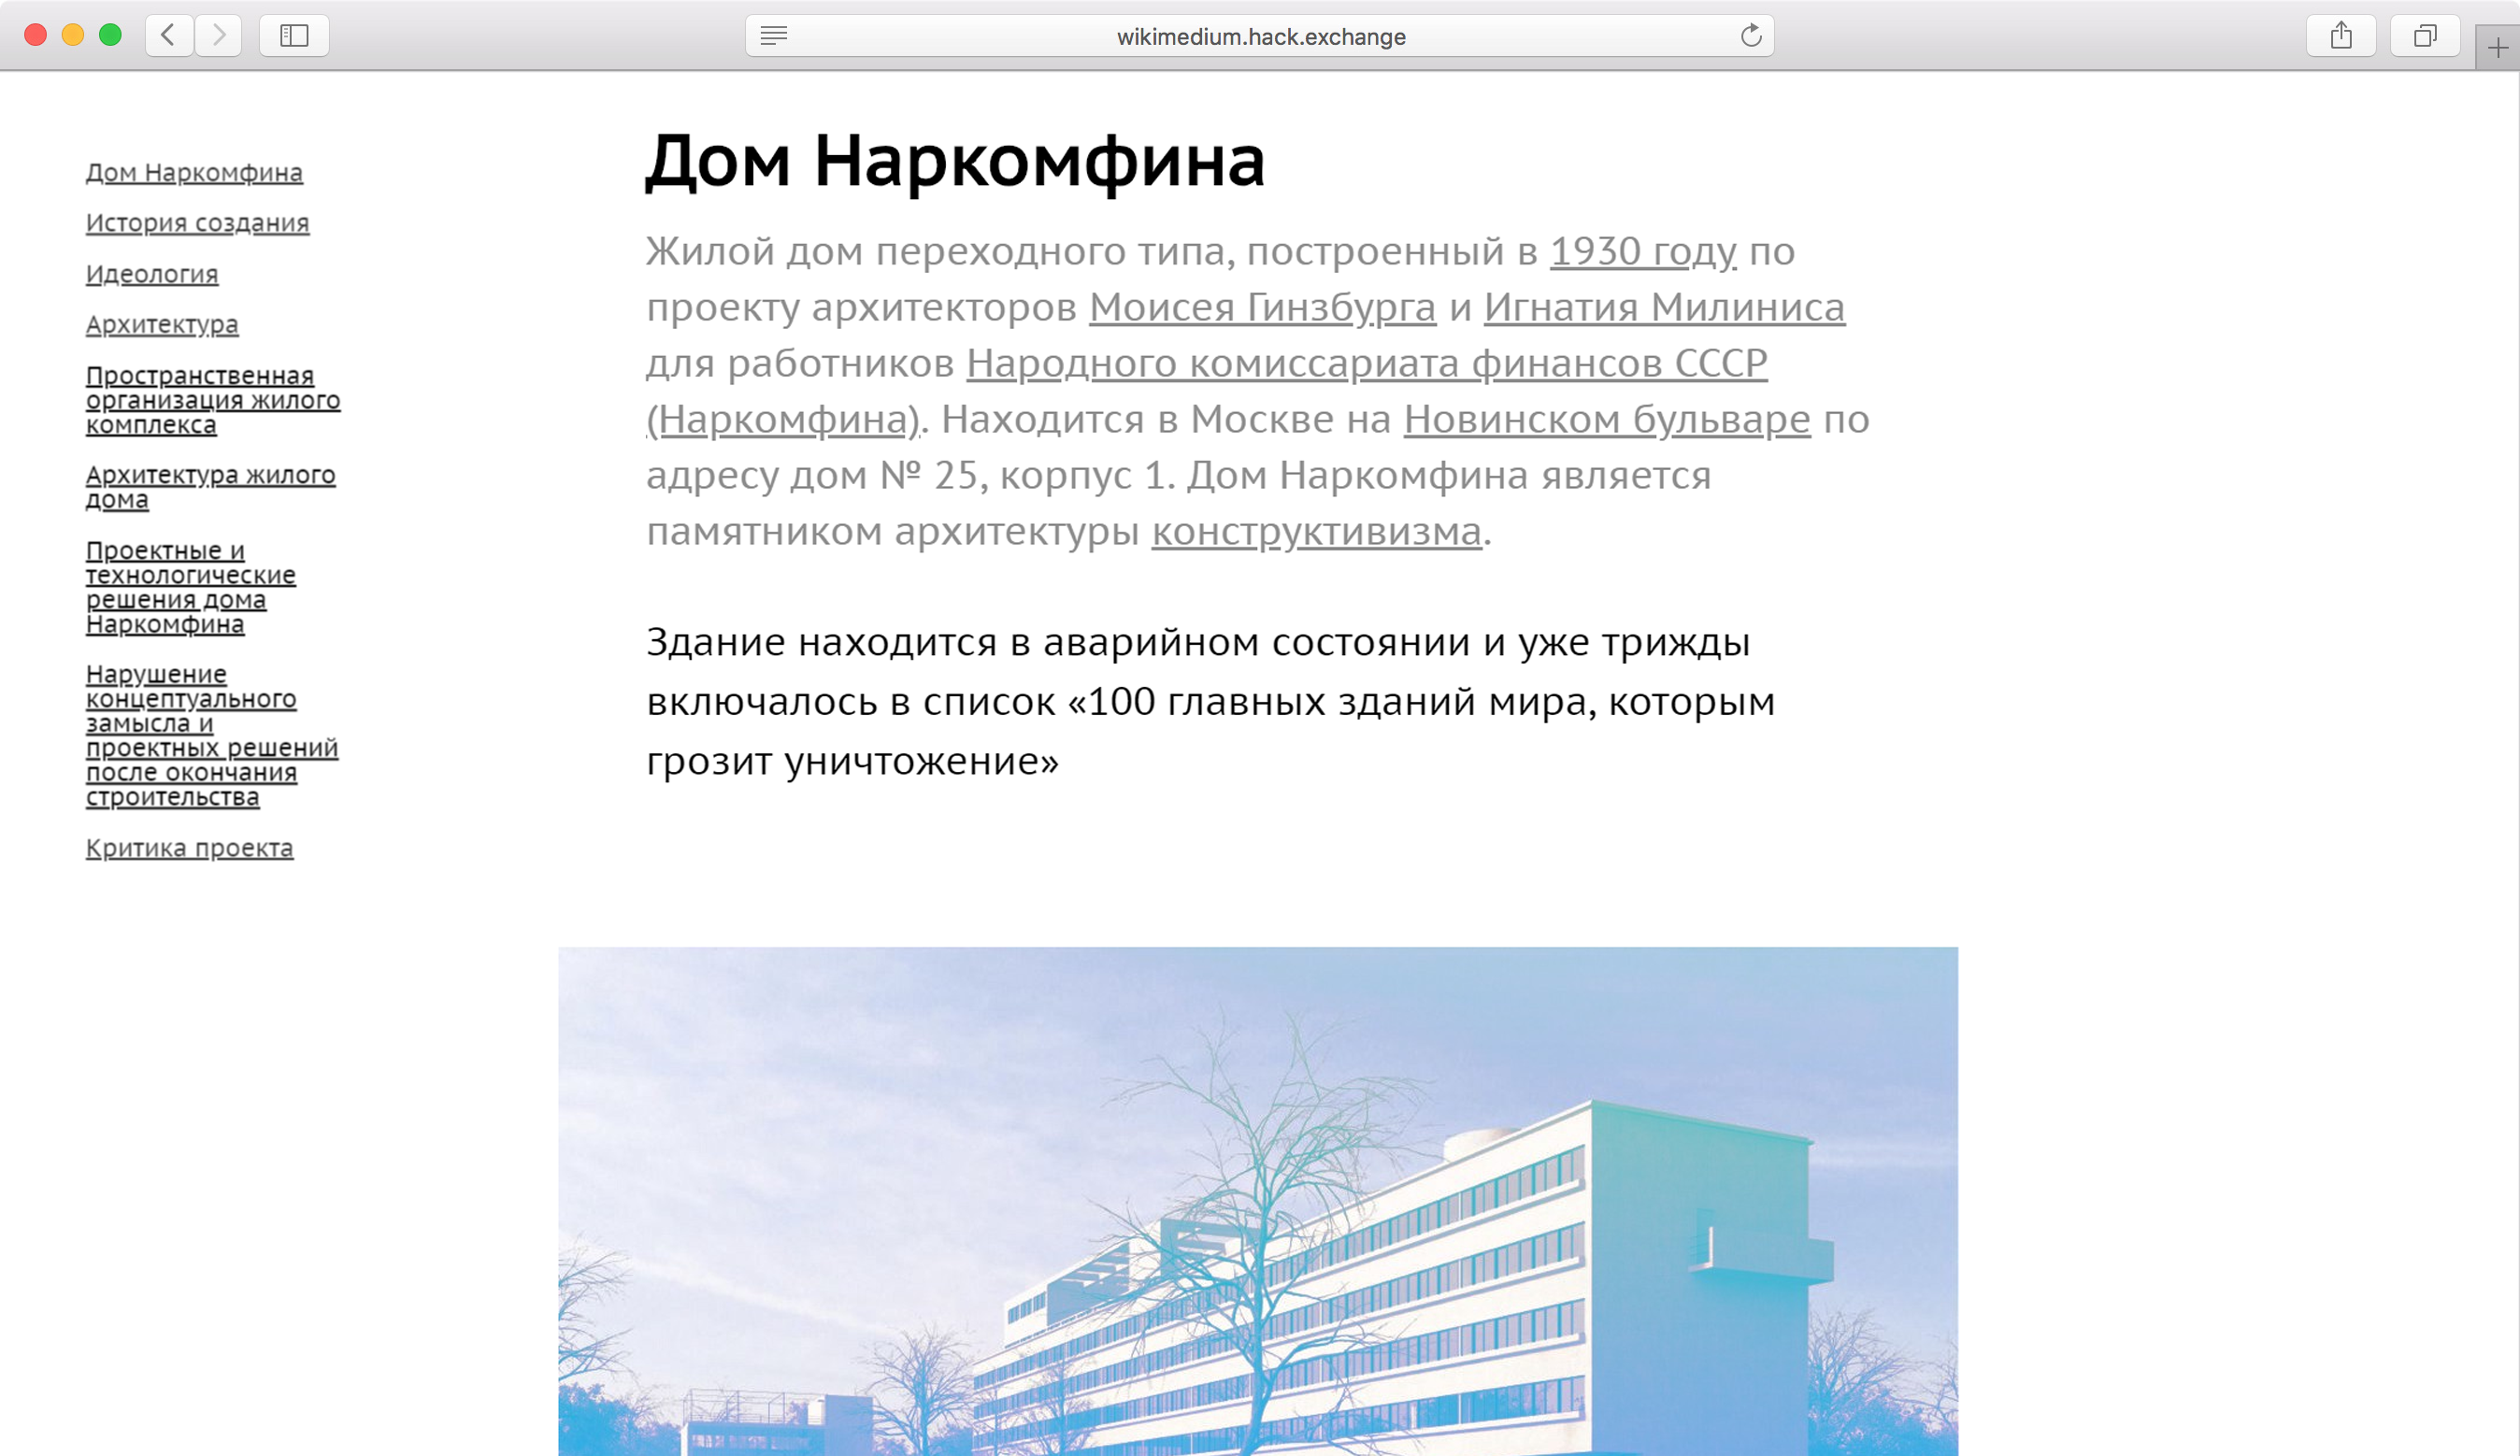 wikimedium.hack.exchange
Дом Наркомфина
История создания
Идеология
Архитектура
Пространственная
организация жилого
комплекса
Архитектура жилого
дома
Проектные и
технологические
решения дома
Наркомфина
Нарушение
концептуального
замысла и
проектных решений
после окончания
строительства
Критика проекта
Дом Наркомфина
Жилой дом переходного типа, построенный в 1930 году по
проекту архитекторов Моисея Гинзбурга и Игнатия Милиниса
для работников Народного комиссариата финансов СССР
(Наркомфина). Находится в Москве на Новинском бульваре по
адресу дом № 25, корпус 1. Дом Наркомфина является
памятником архитектуры конструктивизма.
Здание находится в аварийном состоянии и уже трижды
включалось в список «100 главных зданий мира, которым
грозит уничтожение»